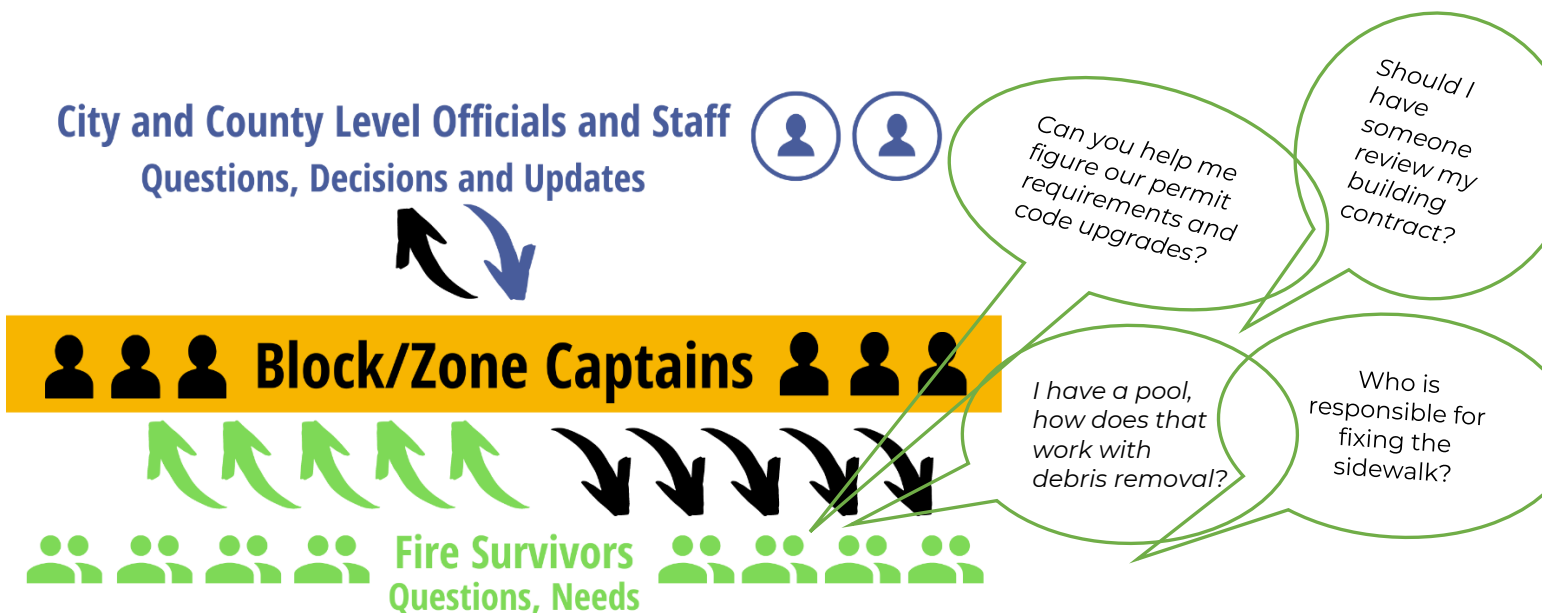 City and County Level Officials and Staff
Questions, Decisions and Updates
Block/Zone Captains
Fire Survivors
Questions, Needs
Can you help me
figure our permit
requirements and
code upgrades?
Should I
have
someone
review my
building
contract?
I have a pool,
how does that
work with
debris removal?
Who is
responsible for
fixing the
sidewalk?